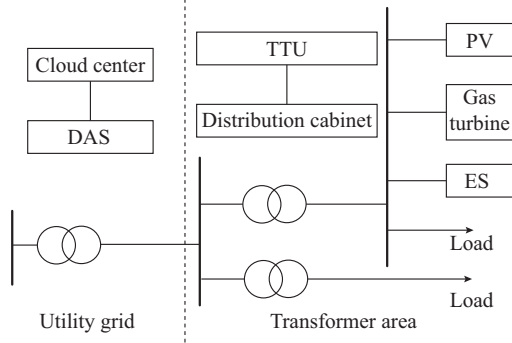 TTU
PV
Cloud center
DAS
Distribution cabinet
Gas
turbine
ES
Load
Load
Utility grid
Transformer area